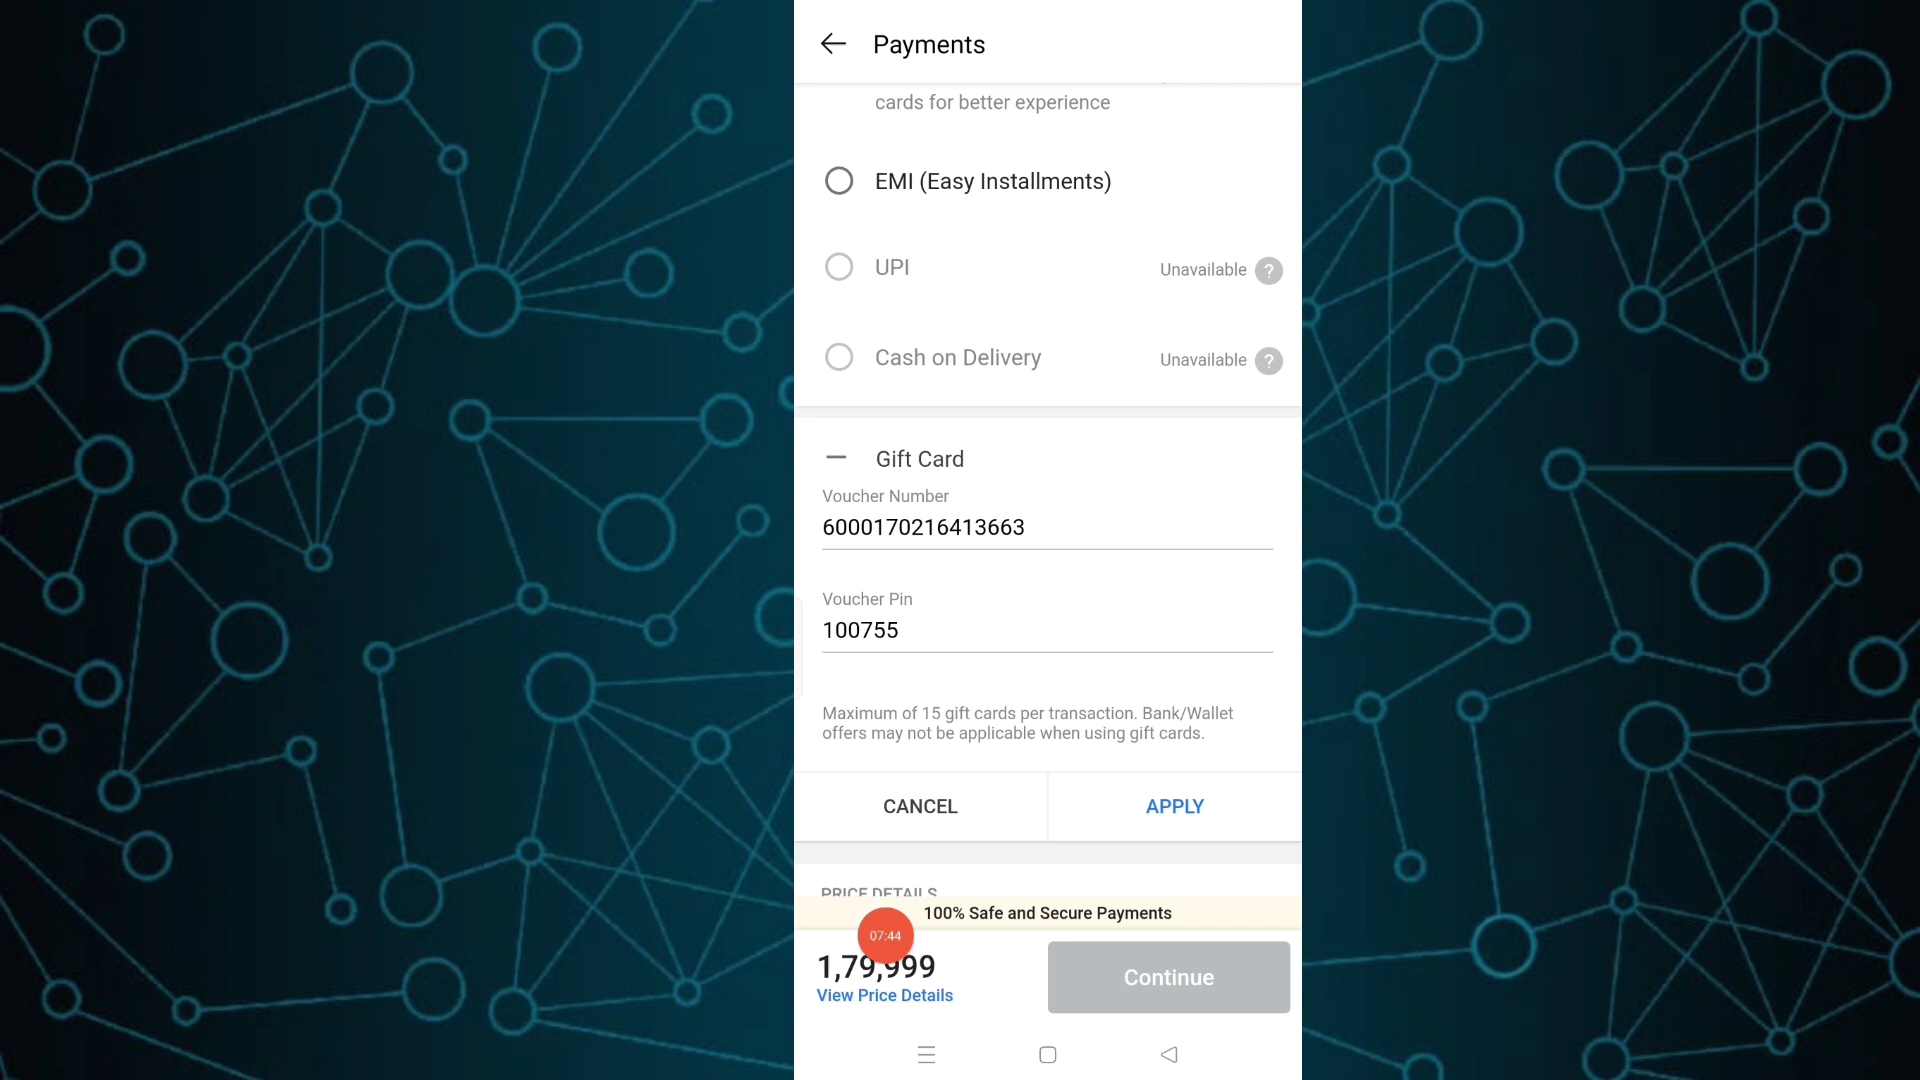 Payments
cards for better experience
EMI (Easy Installments)
UPI
Unavailable ?
Cash on Delivery
Unavailable ?
Gift Card
Voucher Number
6000170216413663
Voucher Pin
100755
Maximum of 15 gift cards per transaction. Bank/Wallet
offers may not be applicable when using gift cards.
CANCEL
APPLY
PRICE DETAILS
100% Safe and Secure Payments
07:44
1,79,999
View Price Details
Continue